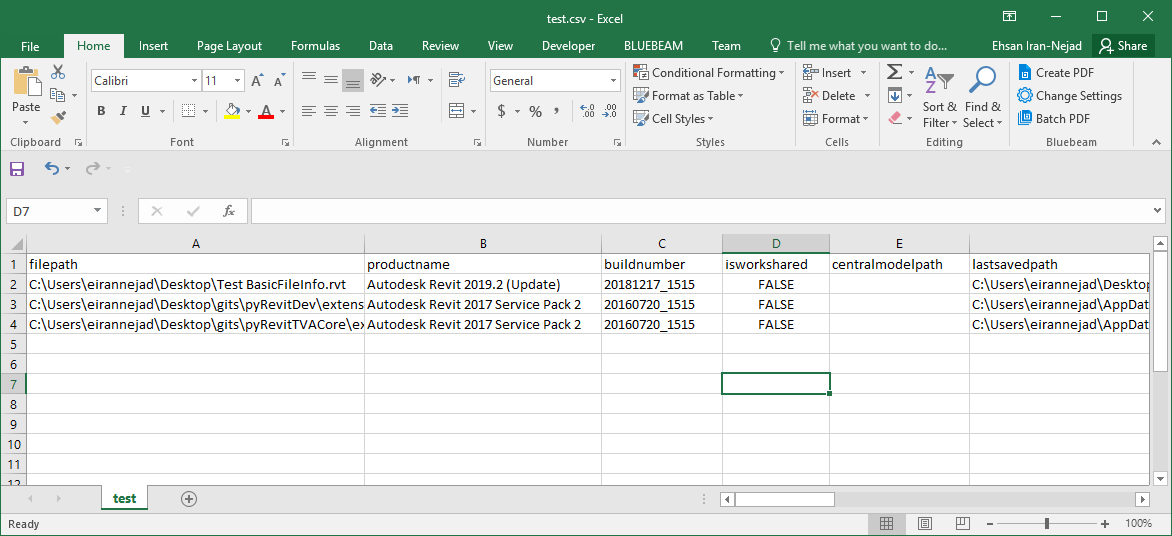 test.csv - Excel
File Home Insert Page Layout Formulas Data Review View Developer BLUEBEAM Team Tell me what you want to do... Ehsan Iran-Nejad Share
Calibri 11 General Conditional Formatting Insert Create PDF
Paste Format as Table Delete Sort & Filter Find & Select Change Settings
B I U A $ % , Cell Styles Format Batch PDF
Clipboard Font Alignment Number Styles Cells Editing Bluebeam
D7 fx
A B C D E
1 filepath productname buildnumber isworkshared centralmodelpath lastsavedpath
2 C:\Users\eirannejad\Desktop\Test BasicFileInfo.rvt Autodesk Revit 2019.2 (Update) 20181217_1515 FALSE C:\Users\eirannejad\Desktop
3 C:\Users\eirannejad\Desktop\gits\pyRevitDev\extens Autodesk Revit 2017 Service Pack 2 20160720_1515 FALSE C:\Users\eirannejad\AppDat
4 C:\Users\eirannejad\Desktop\gits\pyRevitTVACore\ex Autodesk Revit 2017 Service Pack 2 20160720_1515 FALSE C:\Users\eirannejad\AppDat
5
6
7
8
9
10
11
12
test
Ready 100%